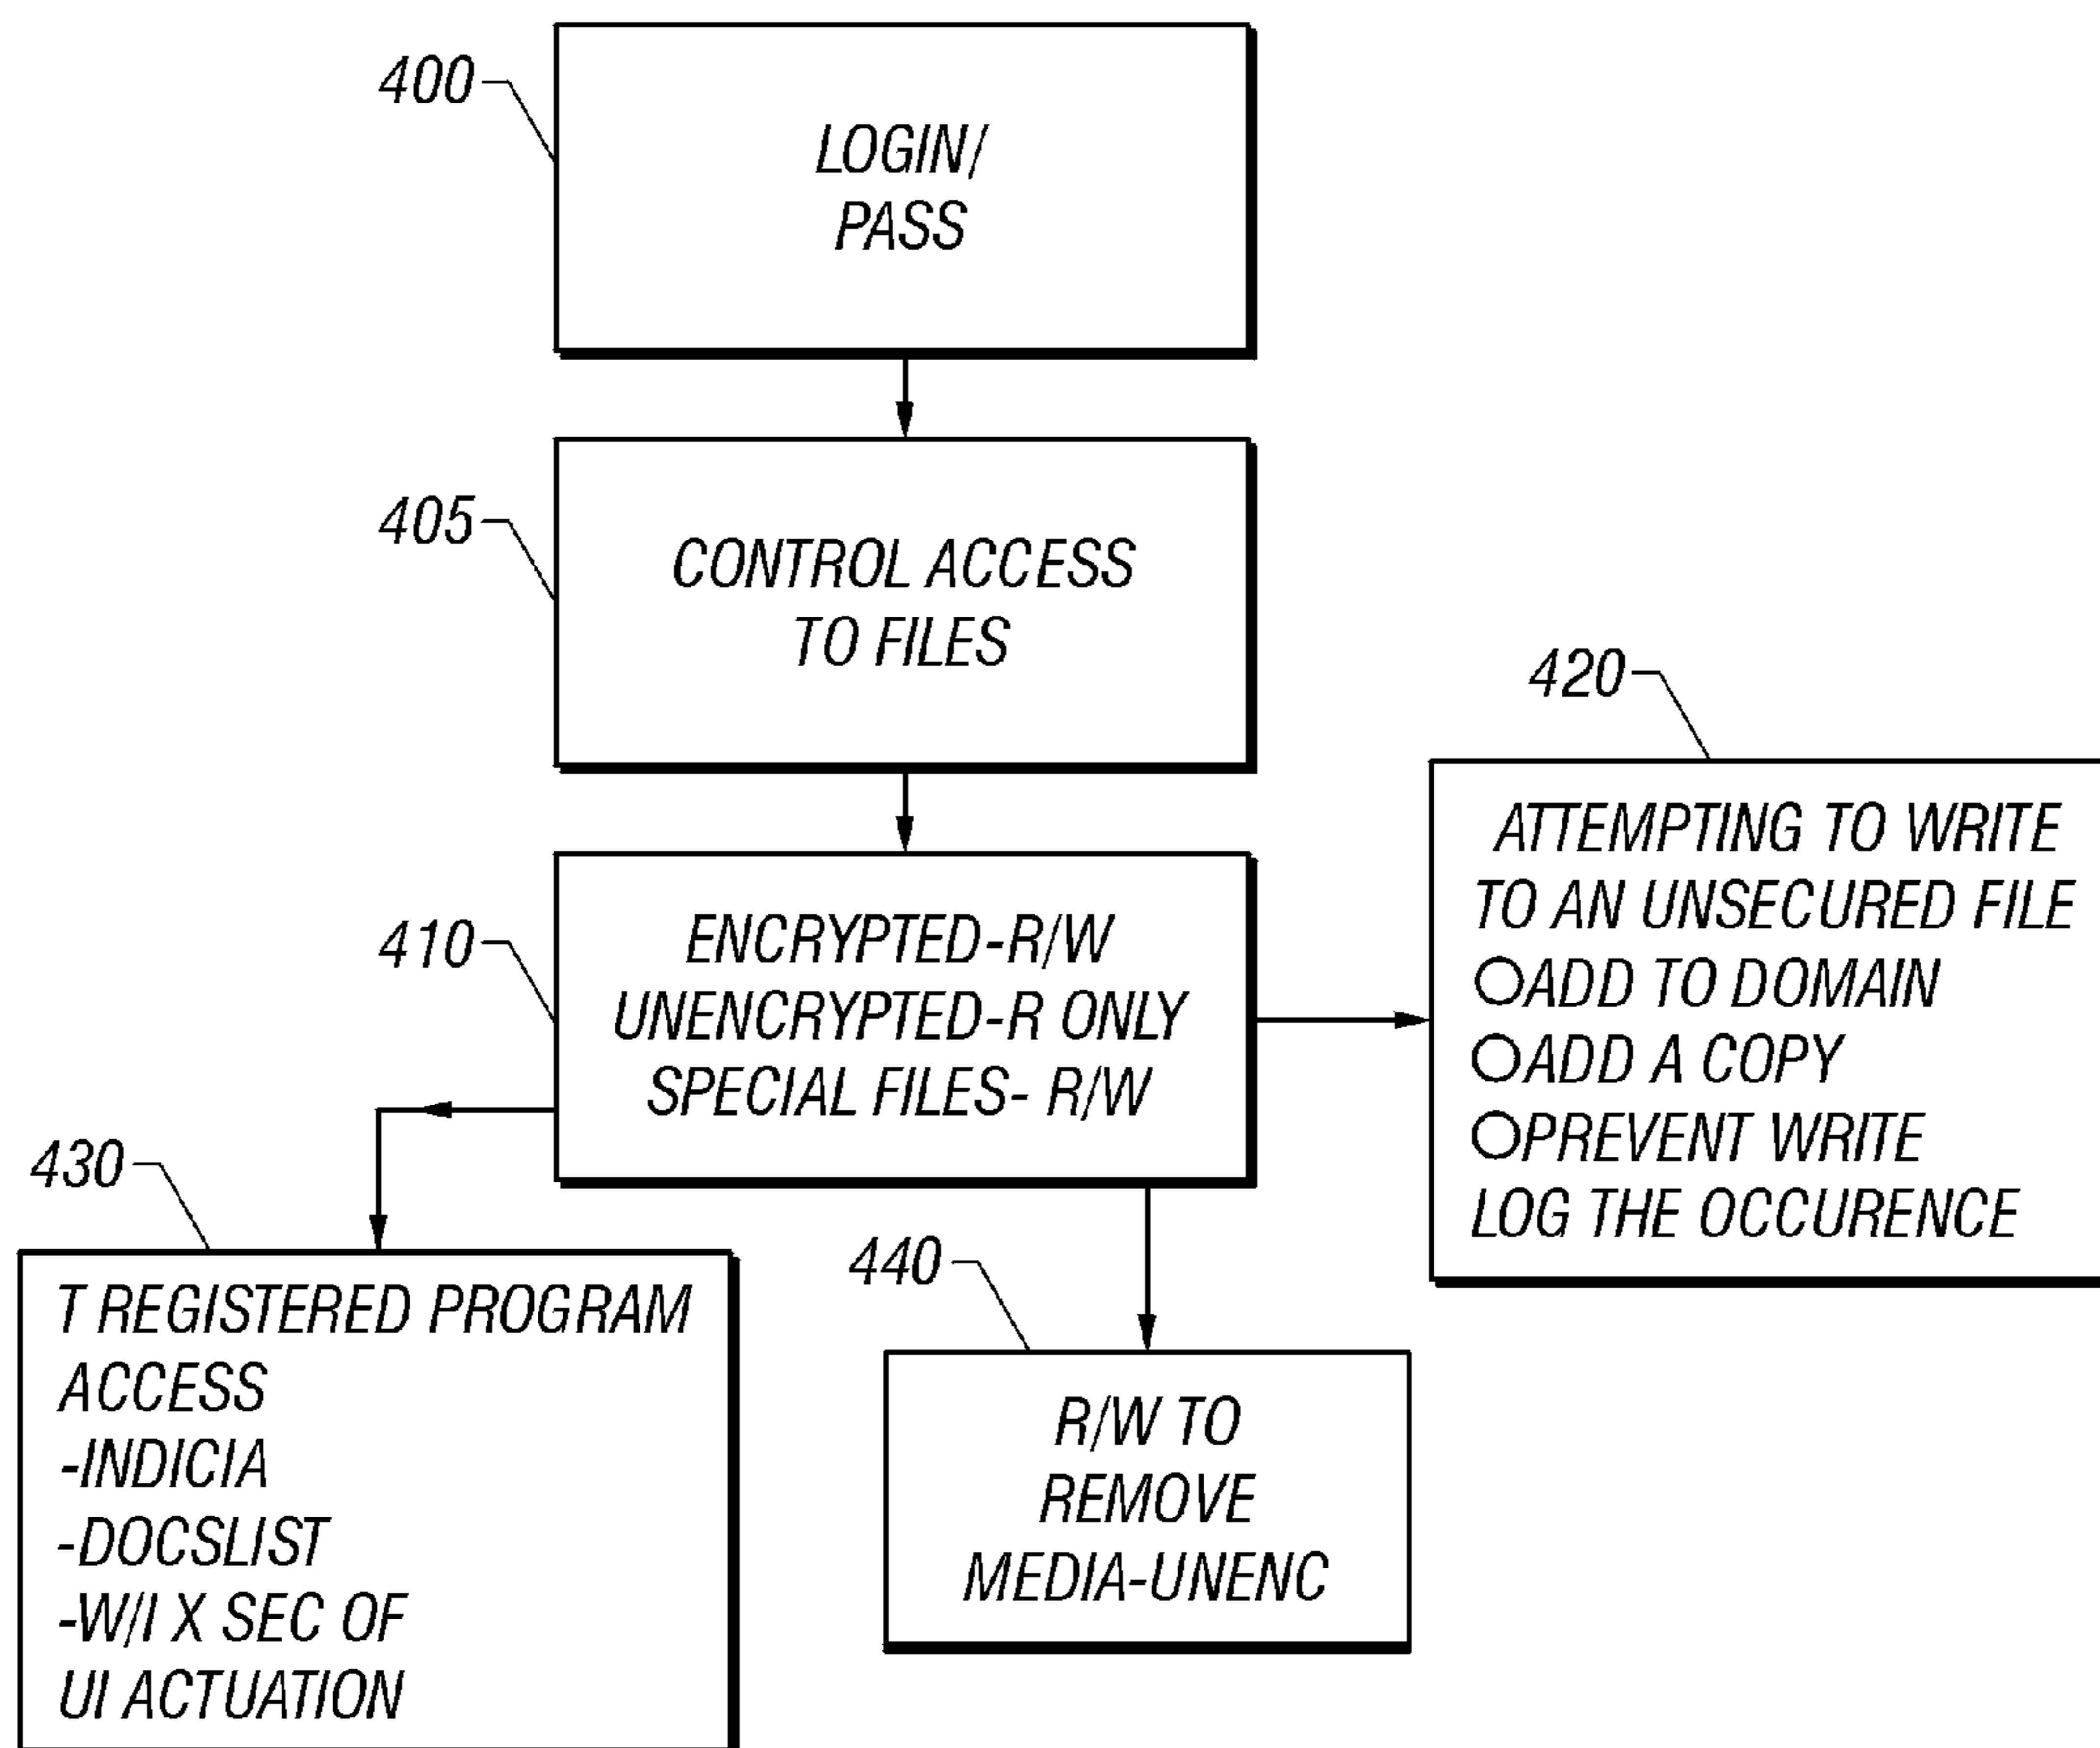 400
LOGIN/
PASS
405
CONTROL ACCESS
TO FILES
410
ENCRYPTED-R/W
UNENCRYPTED-R ONLY
SPECIAL FILES- R/W
420
ATTEMPTING TO WRITE
TO AN UNSECURED FILE
○ADD TO DOMAIN
○ADD A COPY
○PREVENT WRITE
LOG THE OCCURENCE
430
T REGISTERED PROGRAM
ACCESS
-INDICIA
-DOCSLIST
-W/I X SEC OF
UI ACTUATION
440
R/W TO
REMOVE
MEDIA-UNENC